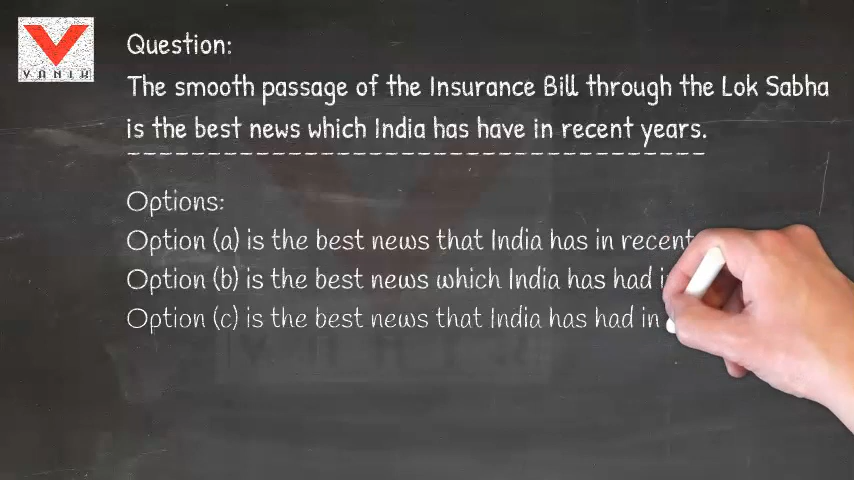 VANIK
Question:
The smooth passage of the Insurance Bill through the Lok Sabha
is the best news which India has have in recent years.
Options:
Option (a) is the best news that India has in recent
Option (b) is the best news which India has had i
Option (c) is the best news that India has had in
VANIK